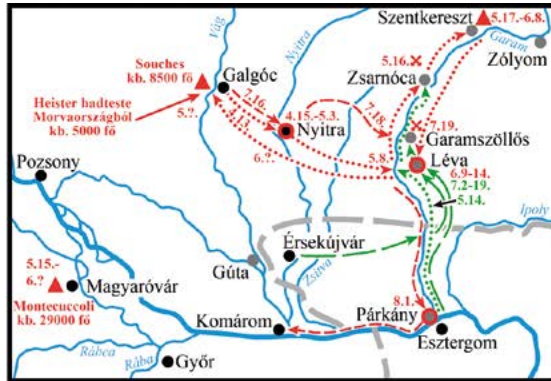 Szentkereszt
5.17.-6.8.
Garam
Zólyom
Vág
Nyitra
Souches
kb. 8500 fő
Galgóc
5.16.
Zsarnóca
Heister hadteste
Morvaországból
kb. 5000 fő
5.?.
7.16.
4.13.
4.15.-5.3.
Nyitra
7.18.
7.19.
Garamszöllős
6.?.
5.8.
Léva
6.9-14.
7.2-19.
5.14.
Pozsony
Ipoly
Érsekújvár
Zsitva
Gúta
5.15.-
6.?
Magyaróvár
Montecuccoli
kb. 29000 fő
8.1.
Párkány
Komárom
Esztergom
Rábca
Rába
Győr